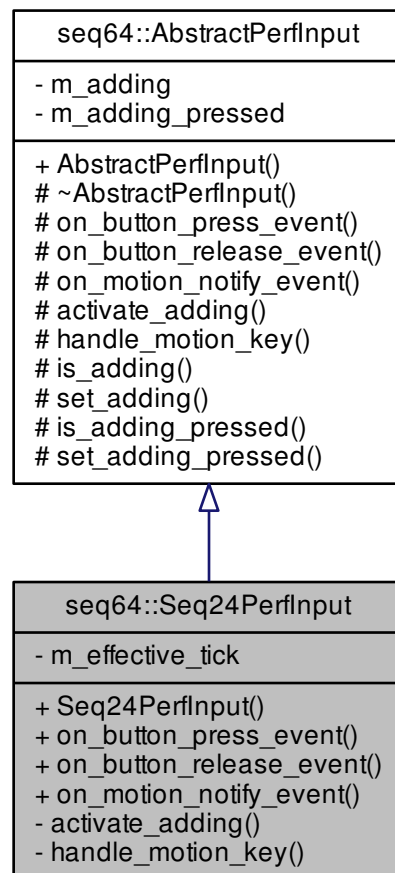 seq64::AbstractPerfInput
- m_adding
- m_adding_pressed
+ AbstractPerfInput()
# ~AbstractPerfInput()
# on_button_press_event()
# on_button_release_event()
# on_motion_notify_event()
# activate_adding()
# handle_motion_key()
# is_adding()
# set_adding()
# is_adding_pressed()
# set_adding_pressed()
seq64::Seq24PerfInput
- m_effective_tick
+ Seq24PerfInput()
+ on_button_press_event()
+ on_button_release_event()
+ on_motion_notify_event()
- activate_adding()
- handle_motion_key()